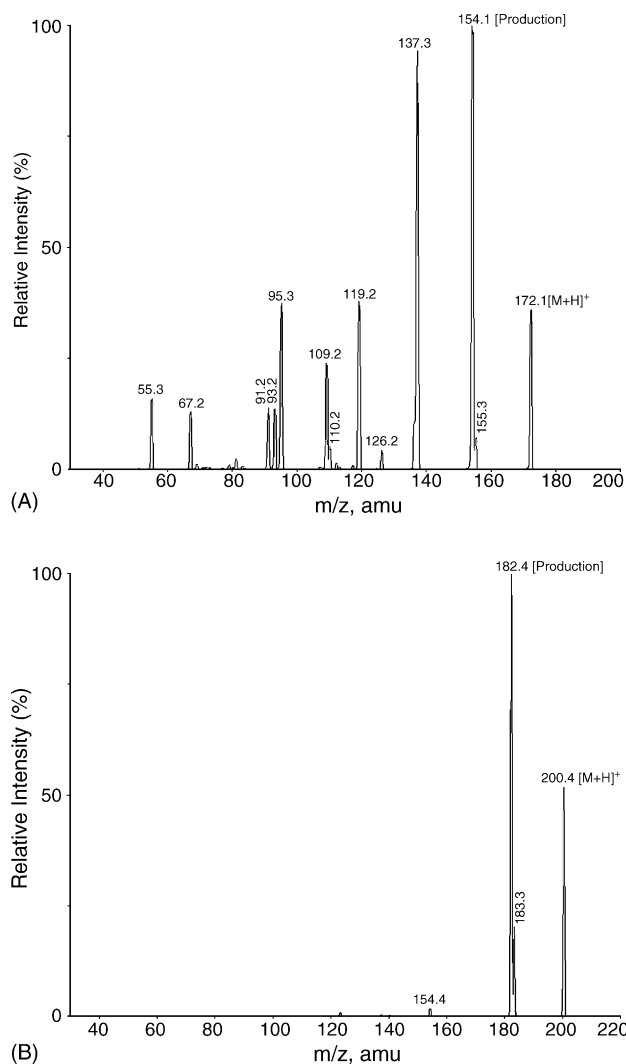 100
154.1 [Production]
137.3
Relative Intensity (%)
50
95.3
119.2
172.1[M+H]+
109.2
55.3
67.2
91.2
93.2
110.2
126.2
155.3
0
40 60 80 100 120 140 160 180 200
(A)
m/z, amu
182.4 [Production]
100
Relative Intensity (%)
50
200.4 [M+H]+
183.3
154.4
0
40 60 80 100 120 140 160 180 200 220
(B)
m/z, amu